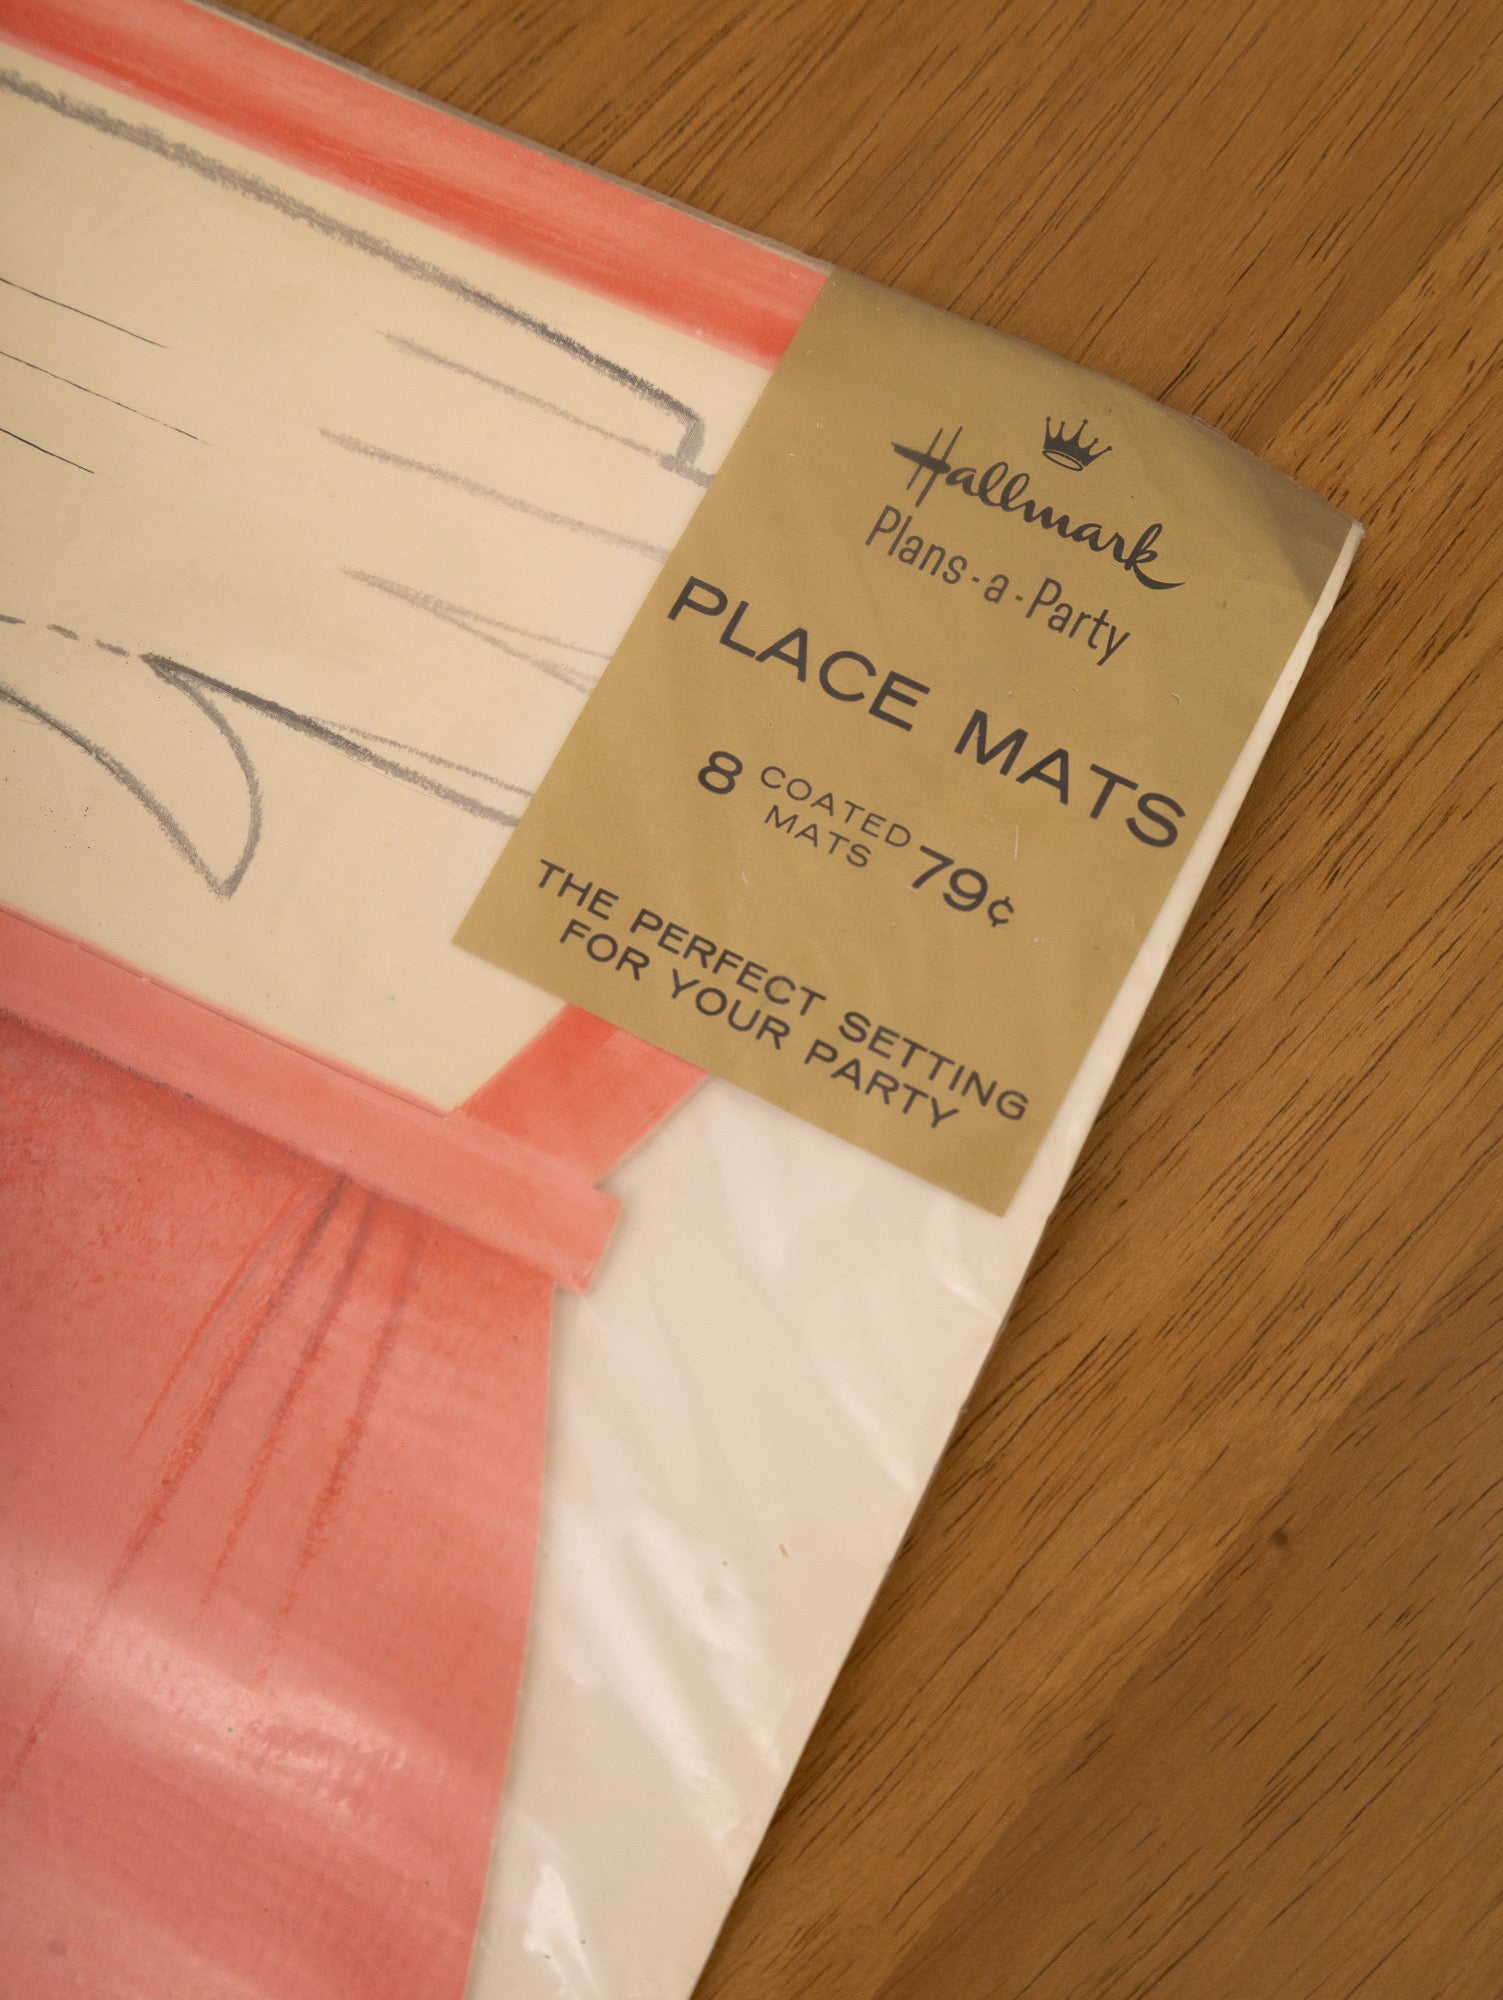 Hallmark
Plans-a-Party
PLACE MATS
8 COATED MATS 79¢
THE PERFECT SETTING
FOR YOUR PARTY